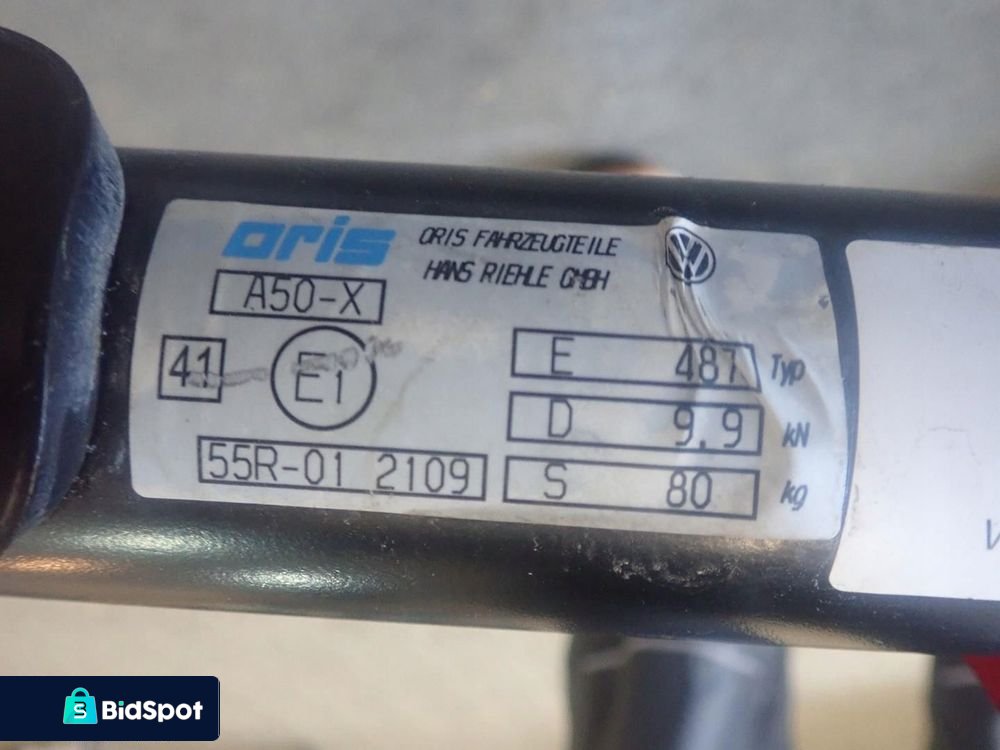 oris
ORIS FAHRZEUGTEILE
HANS RIEHLE GMBH
A50-X
41
E1
55R-01 2109
E 487 Typ
D 9,9 kN
S 80 kg
BidSpot